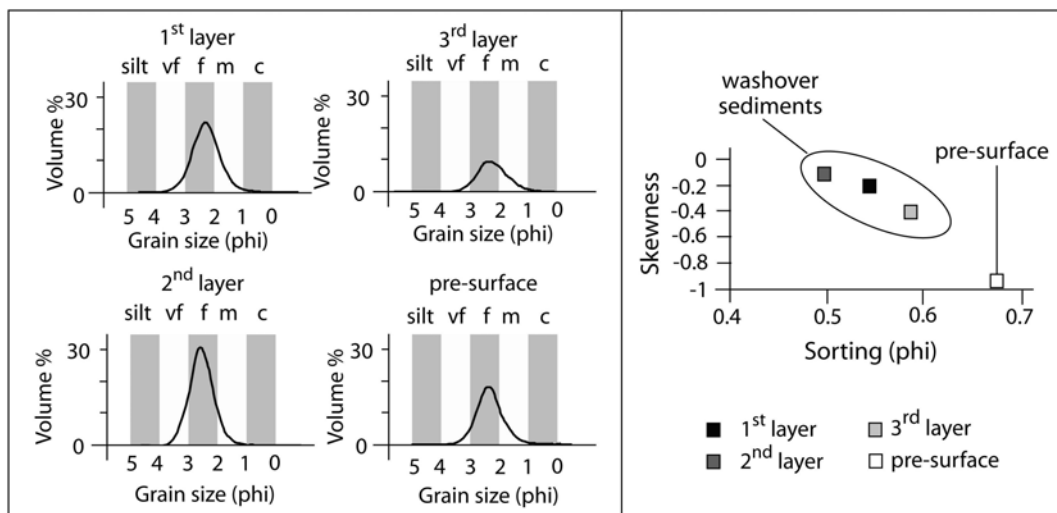 1st layer
silt vf f m c
30
0
Volume %
5 4 3 2 1 0
Grain size (phi)
3rd layer
silt vf f m c
30
0
Volume %
5 4 3 2 1 0
Grain size (phi)
2nd layer
silt vf f m c
30
0
Volume %
5 4 3 2 1 0
Grain size (phi)
pre-surface
silt vf f m c
30
0
Volume %
5 4 3 2 1 0
Grain size (phi)
washover
sediments
pre-surface
0
-0.2
-0.4
-0.6
-0.8
-1
Skewness
0.4 0.5 0.6 0.7
Sorting (phi)
1st layer
3rd layer
2nd layer
pre-surface